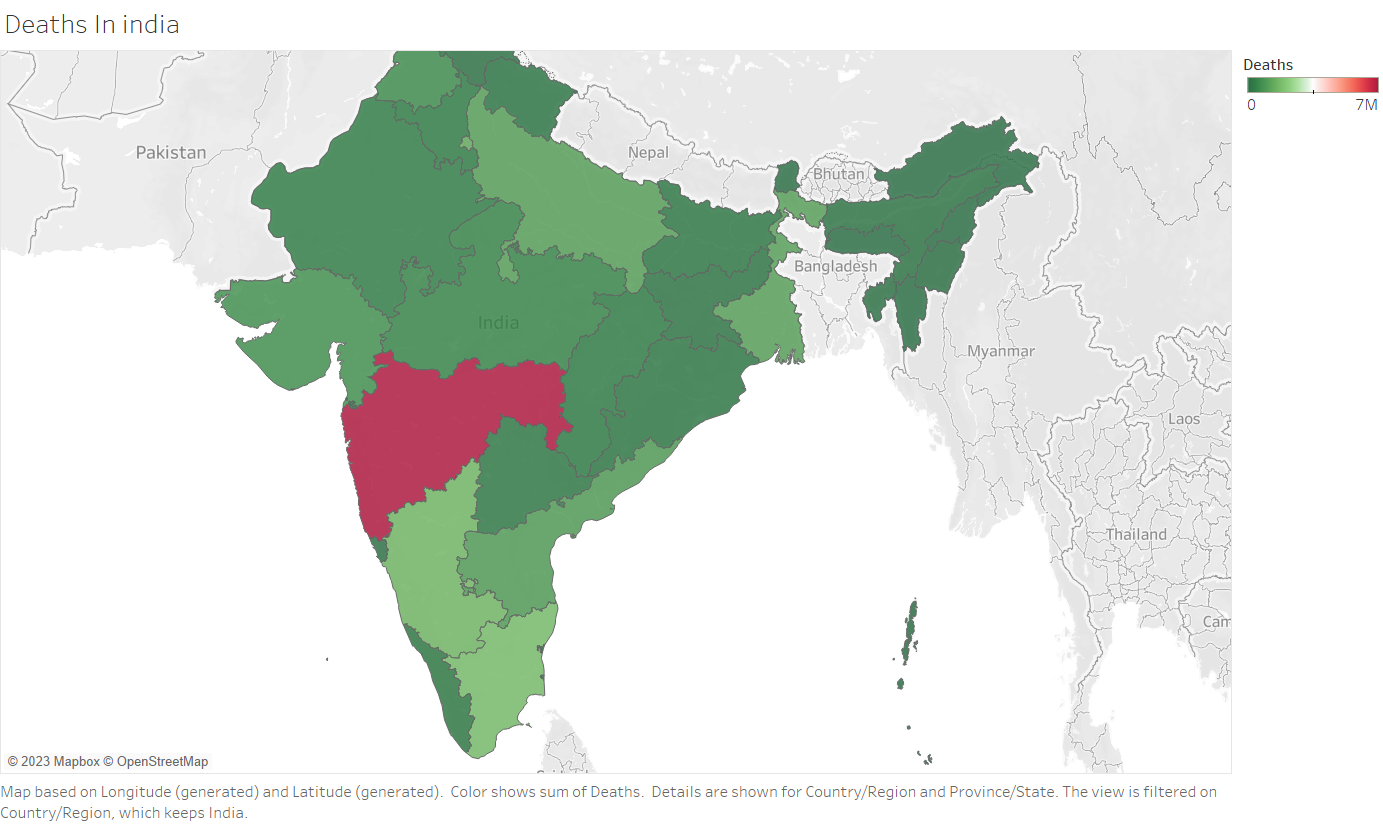 Deaths In india
Deaths
0 7M
Pakistan
Nepal
Bhutan
Bangladesh
India
Myanmar
Laos
Thailand
Cam
© 2023 Mapbox © OpenStreetMap
Map based on Longitude (generated) and Latitude (generated).  Color shows sum of Deaths.  Details are shown for Country/Region and Province/State. The view is filtered on
Country/Region, which keeps India.